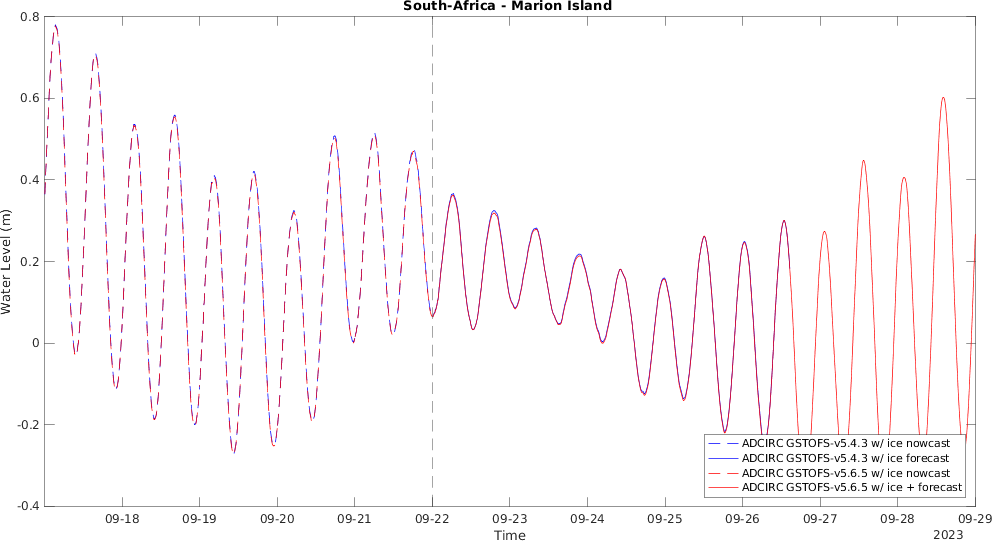 South-Africa - Marion Island
Water Level (m)
0.8
0.6
0.4
0.2
0
-0.2
-0.4
ADCIRC GSTOFS-v5.4.3 w/ ice nowcast
ADCIRC GSTOFS-v5.4.3 w/ ice forecast
ADCIRC GSTOFS-v5.6.5 w/ ice nowcast
ADCIRC GSTOFS-v5.6.5 w/ ice + forecast
09-18 09-19 09-20 09-21 09-22 09-23 09-24 09-25 09-26 09-27 09-28 09-29
Time
2023